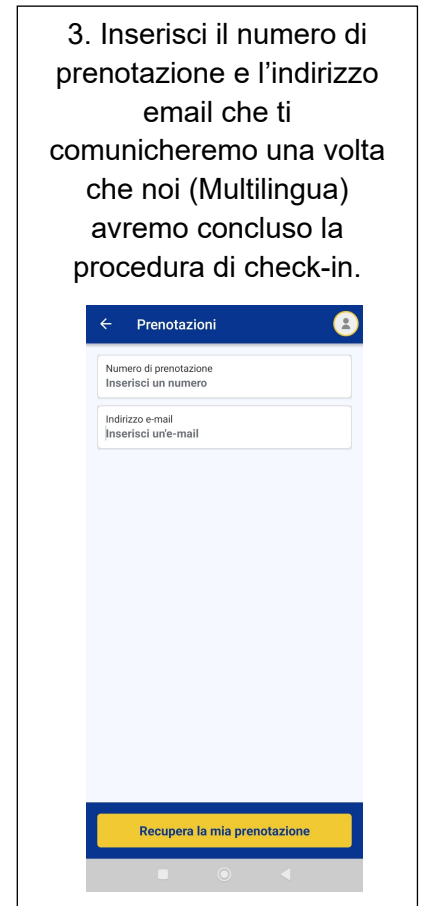 3. Inserisci il numero di
prenotazione e l’indirizzo
email che ti
comunicheremo una volta
che noi (Multilingua)
avremo concluso la
procedura di check-in.
Prenotazioni
Numero di prenotazione
Inserisci un numero
Indirizzo e-mail
Inserisci un'e-mail
Recupera la mia prenotazione